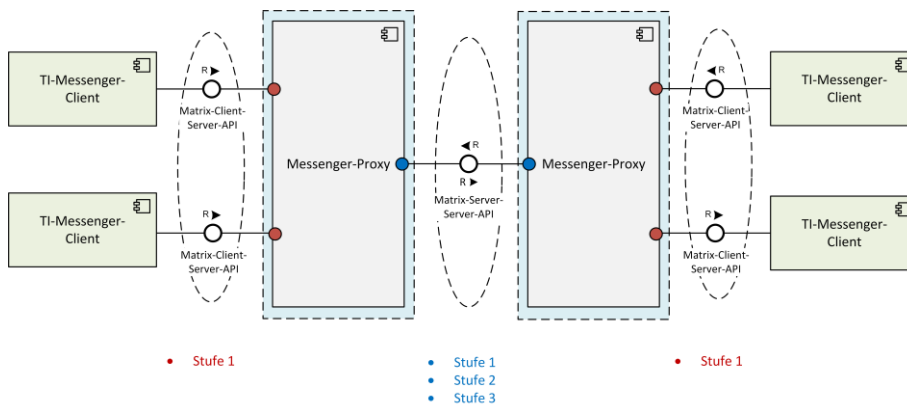 TI-Messenger-
Client
R
Matrix-Client-
Server-API
TI-Messenger-
Client
R
Matrix-Client-
Server-API
Messenger-Proxy
R
R
Matrix-Server-
Server-API
Messenger-Proxy
R
Matrix-Client-
Server-API
TI-Messenger-
Client
R
Matrix-Client-
Server-API
TI-Messenger-
Client
• Stufe 1
• Stufe 1
• Stufe 2
• Stufe 3
• Stufe 1